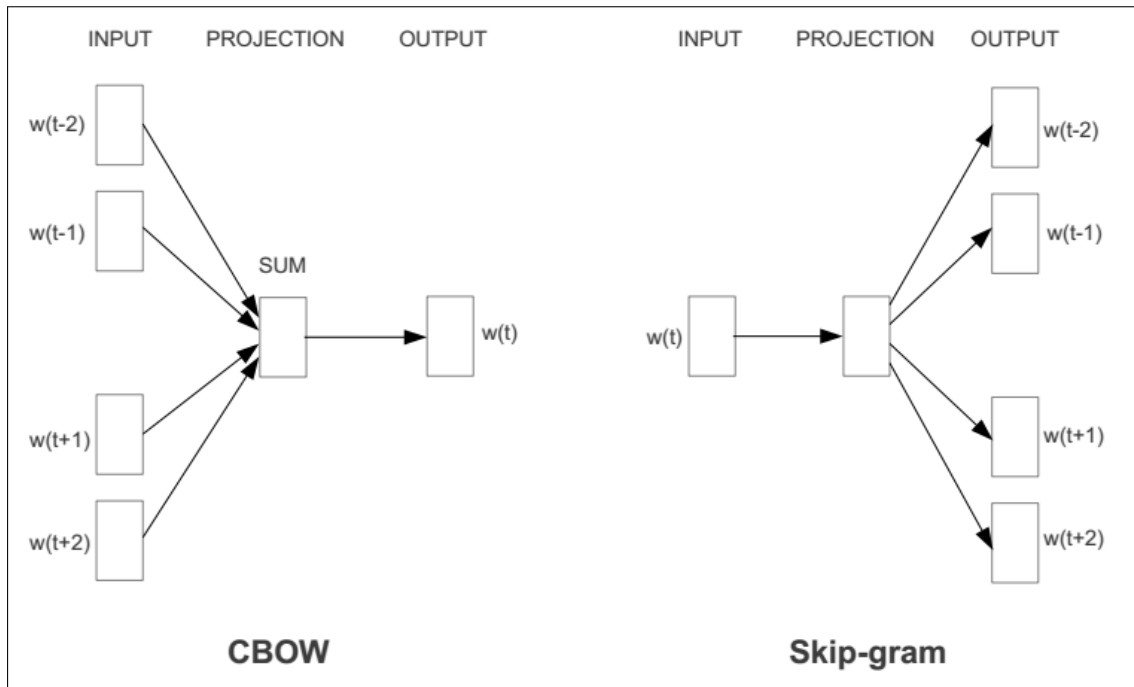 INPUT PROJECTION OUTPUT
w(t-2)
w(t-1)
SUM
w(t)
w(t+1)
w(t+2)
CBOW
INPUT PROJECTION OUTPUT
w(t-2)
w(t-1)
w(t)
w(t+1)
w(t+2)
Skip-gram